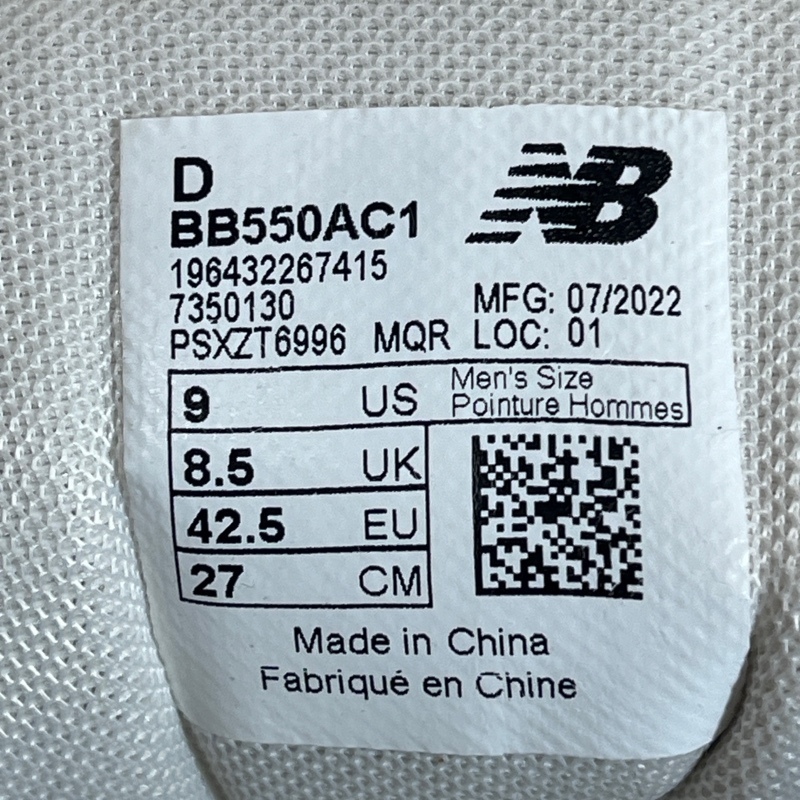 D
BB550AC1
196432267415
7350130 MFG: 07/2022
PSXZT6996 MQR LOC: 01
9 US Men's Size
Pointure Hommes
8.5 UK
42.5 EU
27 CM
Made in China
Fabriqué en Chine
NB